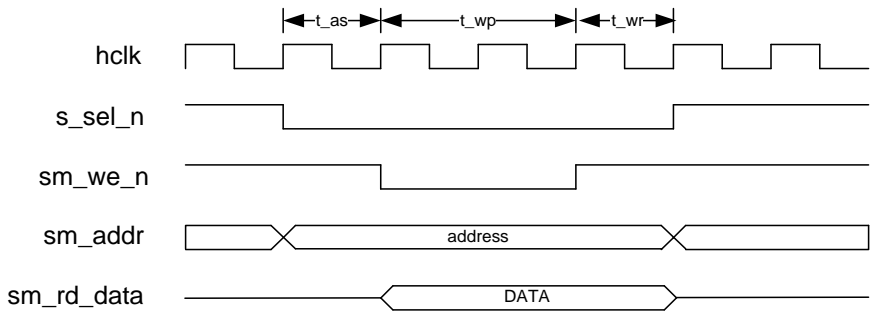 t_as t_wp t_wr
hclk
s_sel_n
sm_we_n
sm_addr address
sm_rd_data DATA